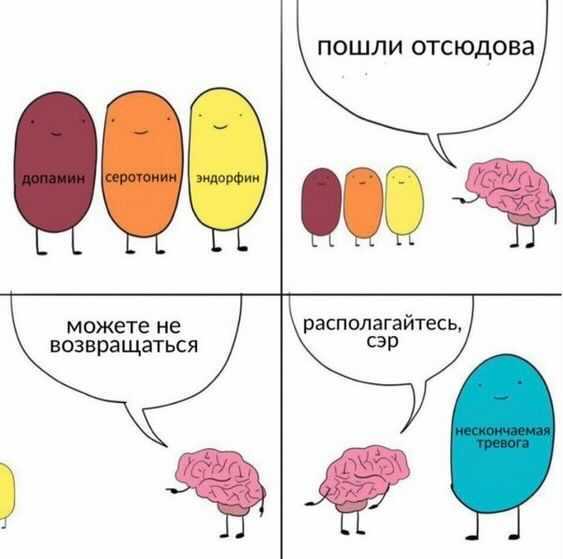 допамин
серотонин
эндорфин
пошли отсюдова
можете не
возвращаться
располагайтесь,
сэр
нескончаемая
тревога